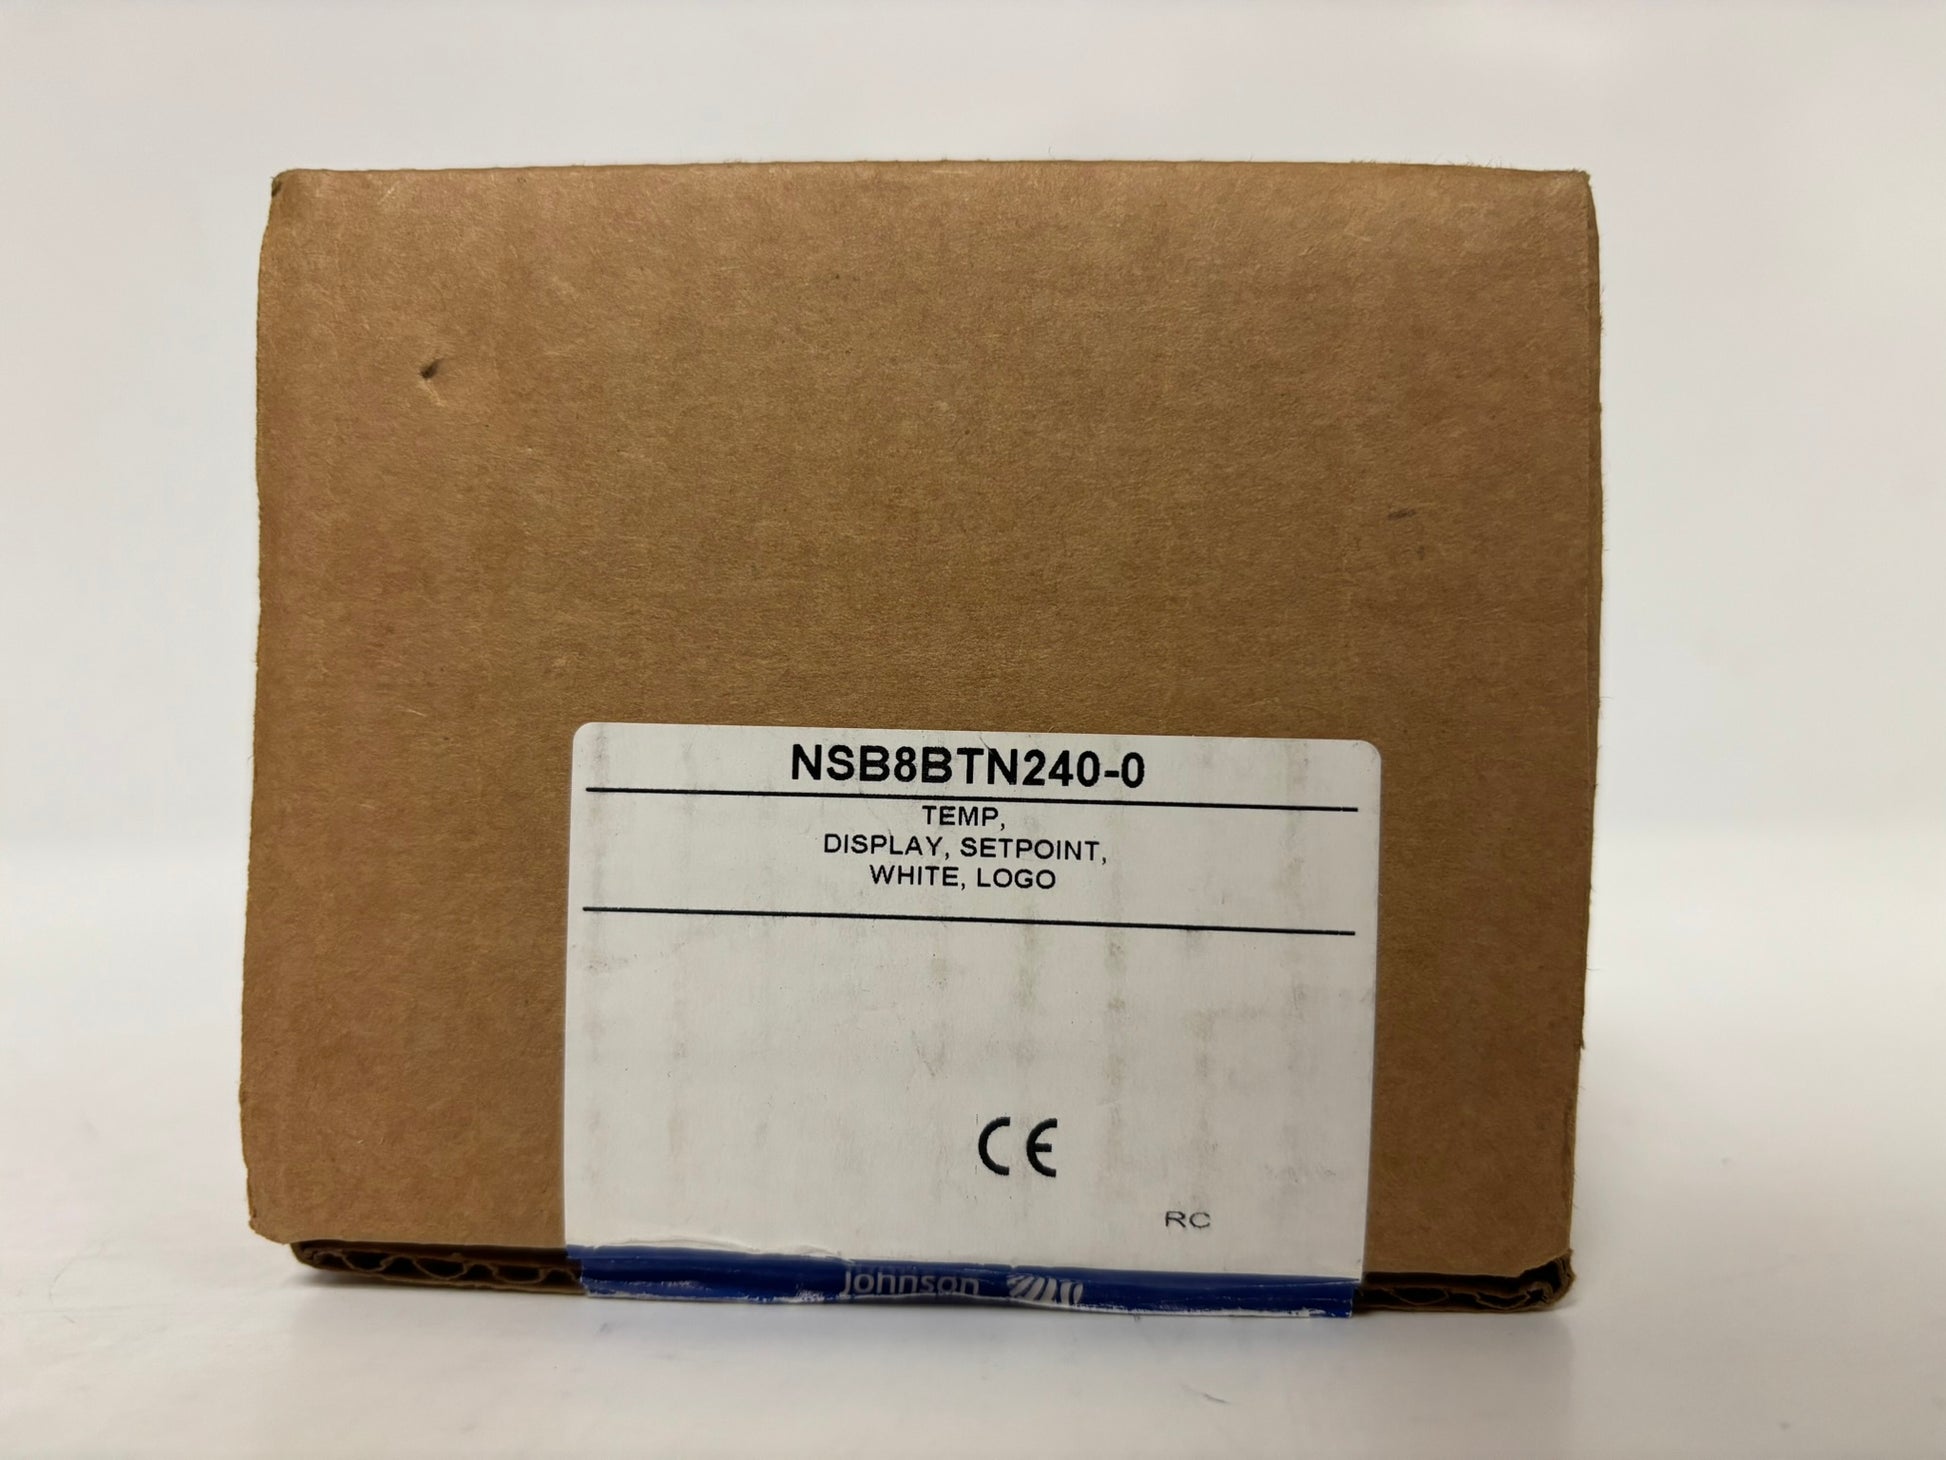 NSB8BTN240-0
TEMP,
DISPLAY, SETPOINT,
WHITE, LOGO
CE
RC
Johnson